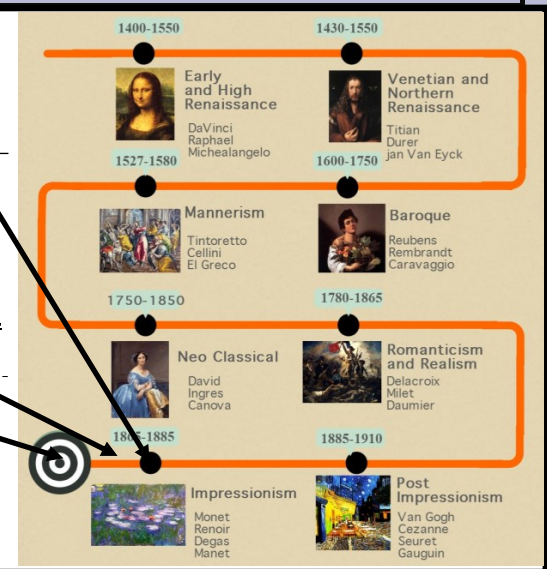 1400-1550
1430-1550
Early
and High
Renaissance
DaVinci
Raphael
Michealangelo
Venetian and
Northern
Renaissance
Titian
Durer
jan Van Eyck
1527-1580
1600-1750
Mannerism
Tintoretto
Cellini
El Greco
Baroque
Reubens
Rembrandt
Caravaggio
1750-1850
1780-1865
Neo Classical
David
Ingres
Canova
Romanticism
and Realism
Delacroix
Milet
Daumier
1865-1885
1885-1910
Impressionism
Monet
Renoir
Degas
Manet
Post
Impressionism
Van Gogh
Cezanne
Seuret
Gauguin